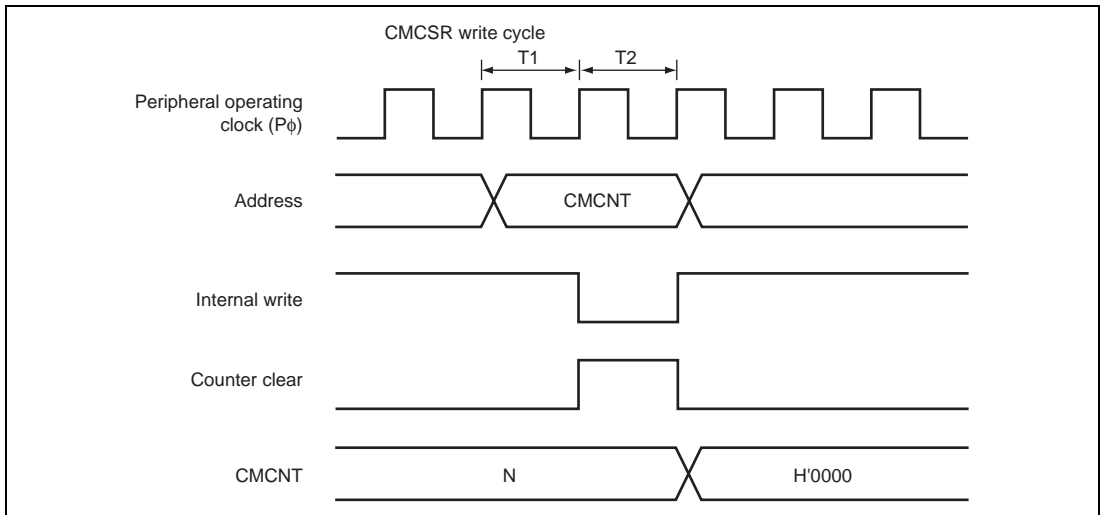 CMCSR write cycle
T1 T2
Peripheral operating
clock (Pϕ)
Address CMCNT
Internal write
Counter clear
CMCNT N H'0000